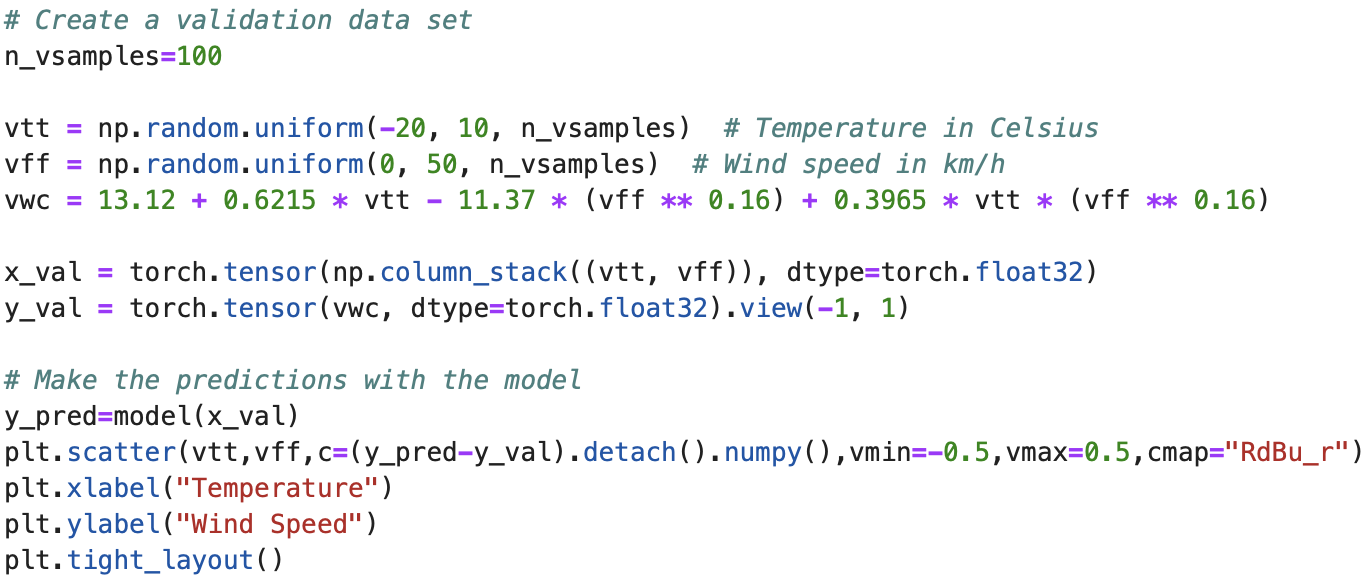 # Create a validation data set
n_vsamples=100
vtt = np.random.uniform(-20, 10, n_vsamples)  # Temperature in Celsius
vff = np.random.uniform(0, 50, n_vsamples)  # Wind speed in km/h
vwc = 13.12 + 0.6215 * vtt - 11.37 * (vff ** 0.16) + 0.3965 * vtt * (vff ** 0.16)
x_val = torch.tensor(np.column_stack((vtt, vff)), dtype=torch.float32)
y_val = torch.tensor(vwc, dtype=torch.float32).view(-1, 1)
# Make the predictions with the model
y_pred=model(x_val)
plt.scatter(vtt,vff,c=(y_pred-y_val).detach().numpy(),vmin=-0.5,vmax=0.5,cmap="RdBu_r")
plt.xlabel("Temperature")
plt.ylabel("Wind Speed")
plt.tight_layout()